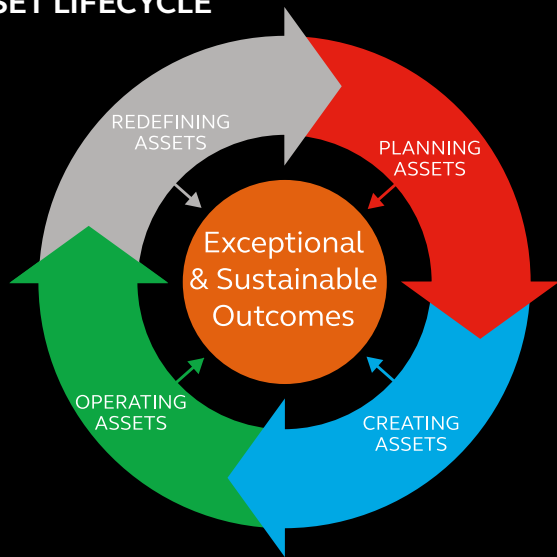 SET LIFECYCLE
REDEFINING
ASSETS
PLANNING
ASSETS
Exceptional
& Sustainable
Outcomes
OPERATING
ASSETS
CREATING
ASSETS